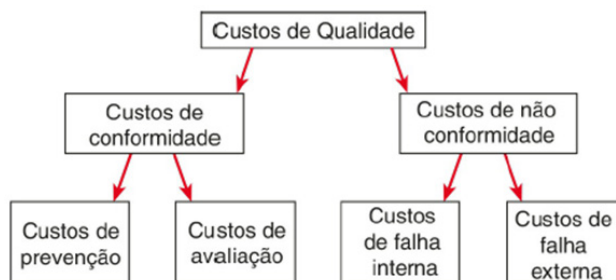 Custos de Qualidade
Custos de
conformidade
Custos de não
conformidade
Custos de
prevenção
Custos de
avaliação
Custos
de falha
interna
Custos de
falha
externa